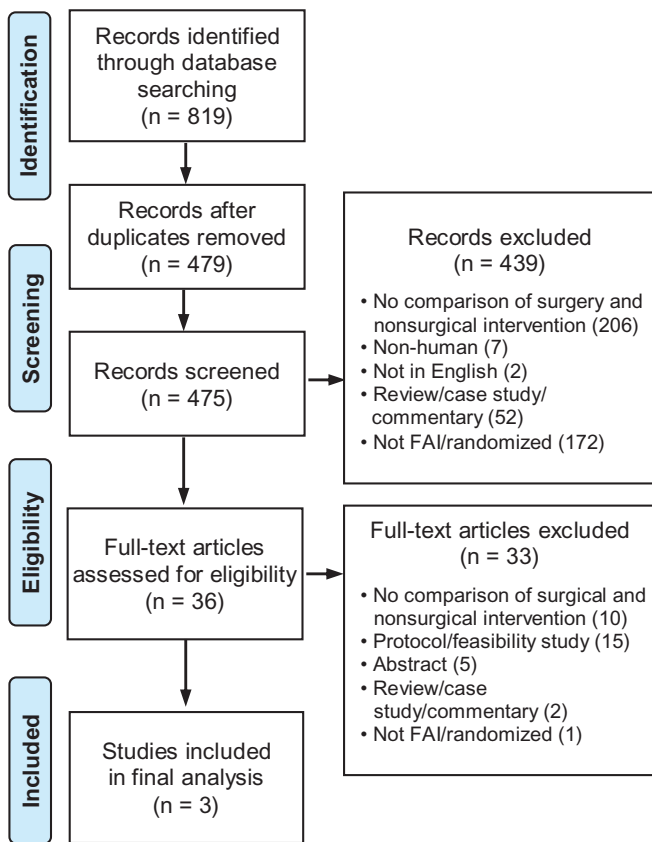 Identification
Records identified
through database
searching
(n = 819)
Records after
duplicates removed
(n = 479)
Screening
Records screened
(n = 475)
Records excluded
(n = 439)
• No comparison of surgery and
nonsurgical intervention (206)
• Non-human (7)
• Not in English (2)
• Review/case study/
commentary (52)
• Not FAI/randomized (172)
Eligibility
Full-text articles
assessed for eligibility
(n = 36)
Full-text articles excluded
(n = 33)
• No comparison of surgical and
nonsurgical intervention (10)
• Protocol/feasibility study (15)
• Abstract (5)
• Review/case
study/commentary (2)
• Not FAI/randomized (1)
Included
Studies included
in final analysis
(n = 3)